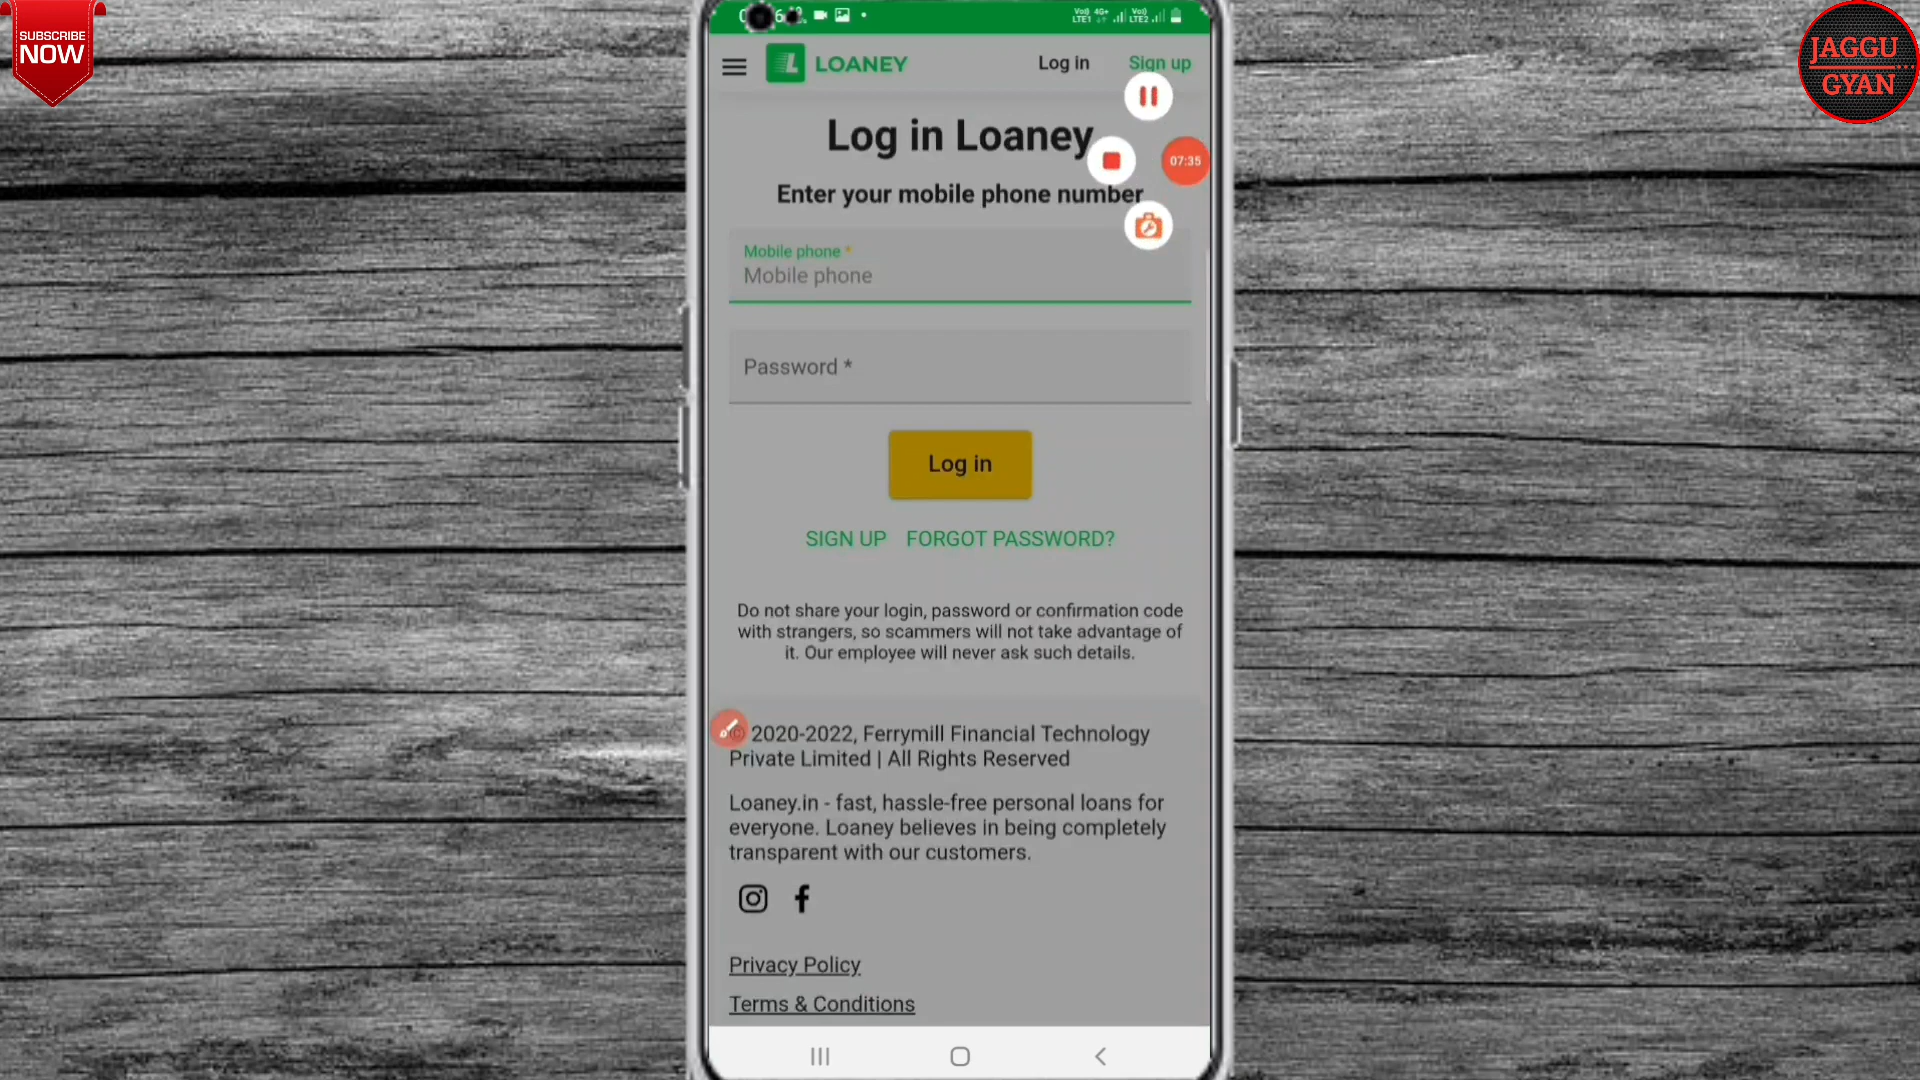 SUBSCRIBE
NOW
JAGGU
GYAN
LOANEY
Log in
Sign up
Log in Loaney
07:35
Enter your mobile phone number
Mobile phone *
Mobile phone
Password *
Log in
SIGN UP
FORGOT PASSWORD?
Do not share your login, password or confirmation code
with strangers, so scammers will not take advantage of
it. Our employee will never ask such details.
2020-2022, Ferrymill Financial Technology
Private Limited | All Rights Reserved
Loaney.in - fast, hassle-free personal loans for
everyone. Loaney believes in being completely
transparent with our customers.
Privacy Policy
Terms & Conditions